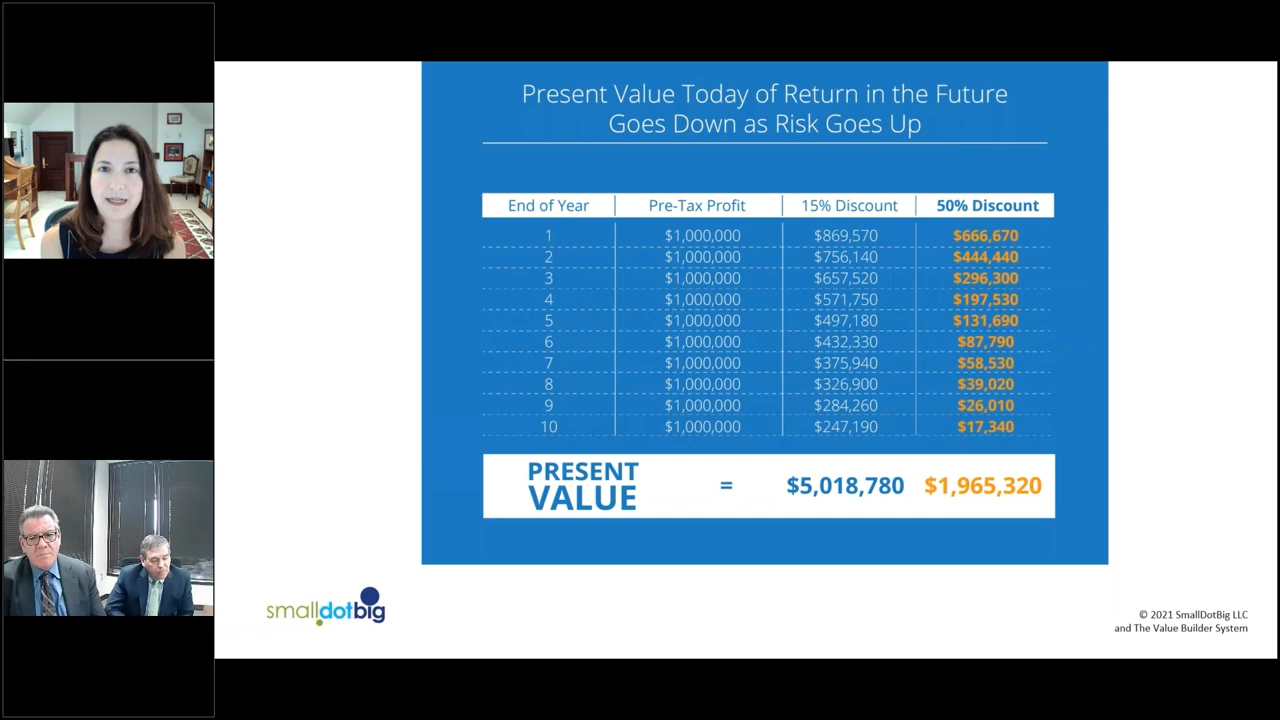 Present Value Today of Return in the Future
Goes Down as Risk Goes Up
End of Year Pre-Tax Profit 15% Discount 50% Discount
1 $1,000,000 $869,570 $666,670
2 $1,000,000 $756,140 $444,440
3 $1,000,000 $657,520 $296,300
4 $1,000,000 $571,750 $197,530
5 $1,000,000 $497,180 $131,690
6 $1,000,000 $432,330 $87,790
7 $1,000,000 $375,940 $58,530
8 $1,000,000 $326,900 $39,020
9 $1,000,000 $284,260 $26,010
10 $1,000,000 $247,190 $17,340
PRESENT
VALUE = $5,018,780 $1,965,320
smalldotbig
© 2021 SmallDotBig LLC
and The Value Builder System